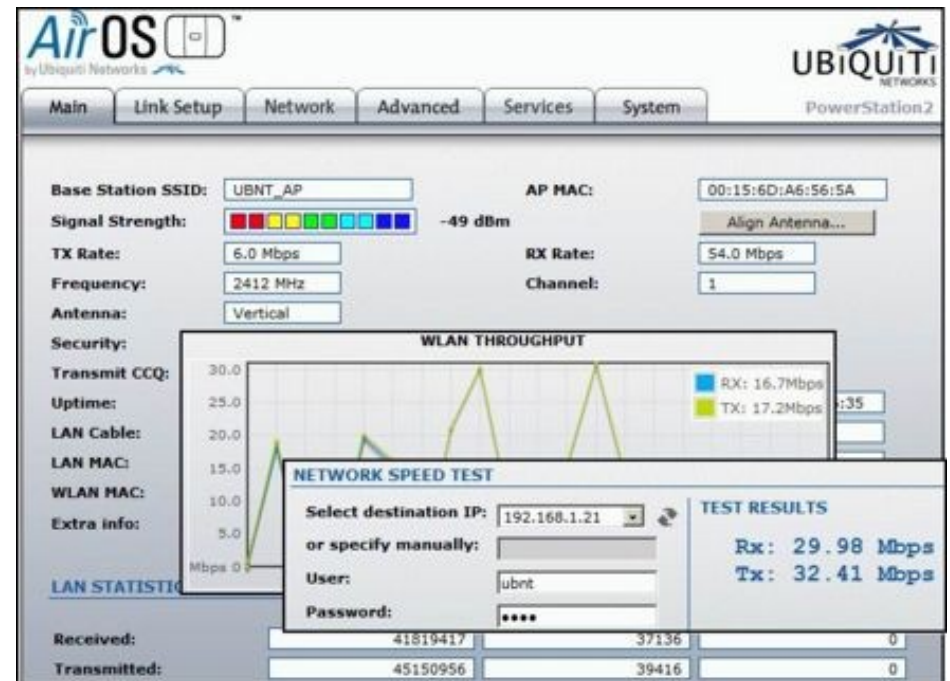 AirOS™
by Ubiquiti Networks
UBIQUITI
NETWORKS
Main Link Setup Network Advanced Services System PowerStation2
Base Station SSID: UBNT_AP AP MAC: 00:15:6D:A6:56:5A
Signal Strength: -49 dBm Align Antenna...
TX Rate: 6.0 Mbps RX Rate: 54.0 Mbps
Frequency: 2412 MHz Channel: 1
Antenna: Vertical
Security:
Transmit CCQ:
Uptime: :35
LAN Cable:
LAN MAC:
WLAN MAC:
Extra info:
WLAN THROUGHPUT
30.0
25.0
20.0
15.0
10.0
5.0
Mbps 0
RX: 16.7Mbps
TX: 17.2Mbps
NETWORK SPEED TEST
Select destination IP: 192.168.1.21
or specify manually:
User: ubnt
Password: ••••
TEST RESULTS
Rx: 29.98 Mbps
Tx: 32.41 Mbps
LAN STATISTIC
Received: 41819417 37136 0
Transmitted: 45150956 39416 0